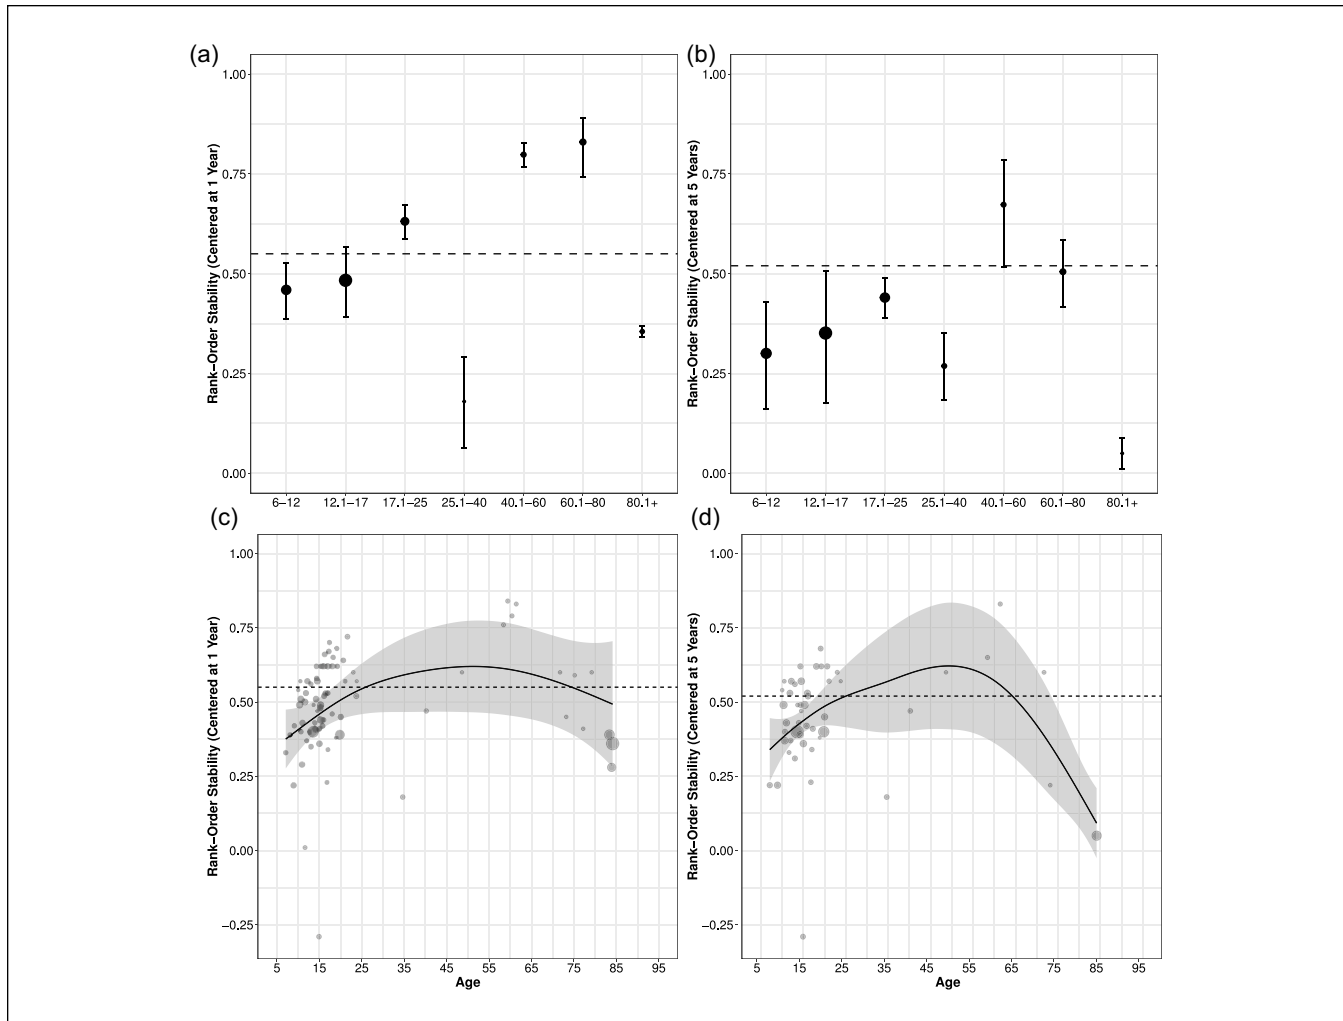 (a)
Rank-Order Stability (Centered at 1 Year)
1.00
0.75
0.50
0.25
0.00
6-12 12.1-17 17.1-25 25.1-40 40.1-60 60.1-80 80.1+
(b)
Rank-Order Stability (Centered at 5 Years)
1.00
0.75
0.50
0.25
0.00
6-12 12.1-17 17.1-25 25.1-40 40.1-60 60.1-80 80.1+
(c)
Rank-Order Stability (Centered at 1 Year)
1.00
0.75
0.50
0.25
0.00
-0.25
5 15 25 35 45 55 65 75 85 95
Age
(d)
Rank-Order Stability (Centered at 5 Years)
1.00
0.75
0.50
0.25
0.00
-0.25
5 15 25 35 45 55 65 75 85 95
Age